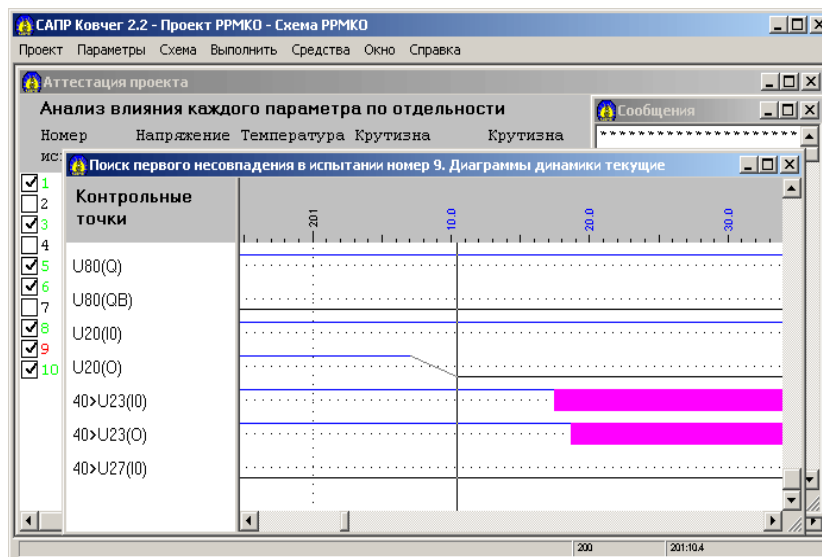 САПР Ковчег 2.2 - Проект РРМКО - Схема РРМКО
Проект Параметры Схема Выполнить Средства Окно Справка
Аттестация проекта
Анализ влияния каждого параметра по отдельности
Сообщения
Номер Напряжение Температура Крутизна Крутизна
********************
ис
Поиск первого несовпадения в испытании номер 9. Диаграммы динамики текущие
Контрольные
точки
201 10.0 20.0 30.0
1
2
3
4
5
6
7
8
9
10
U80(Q)
U80(QB)
U20(I0)
U20(O)
40>U23(I0)
40>U23(O)
40>U27(I0)
200 201:10.4